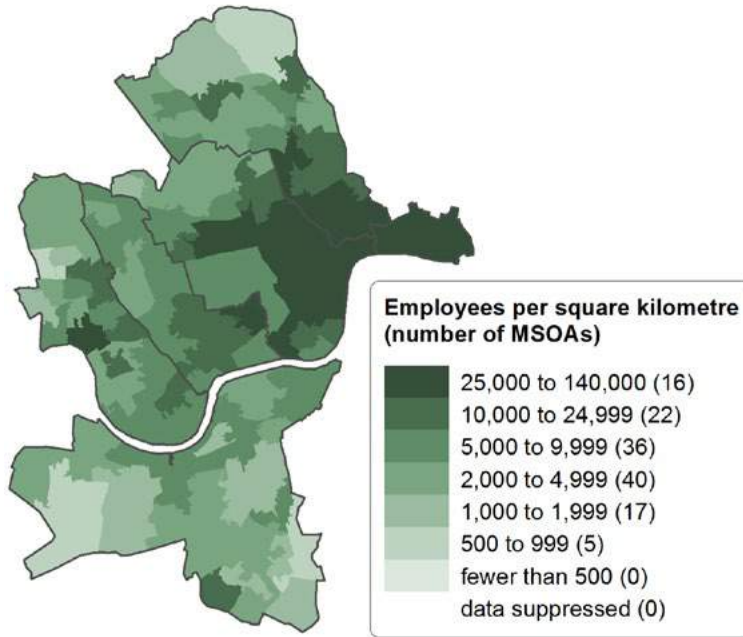 Employees per square kilometre
(number of MSOAs)
25,000 to 140,000 (16)
10,000 to 24,999 (22)
5,000 to 9,999 (36)
2,000 to 4,999 (40)
1,000 to 1,999 (17)
500 to 999 (5)
fewer than 500 (0)
data suppressed (0)